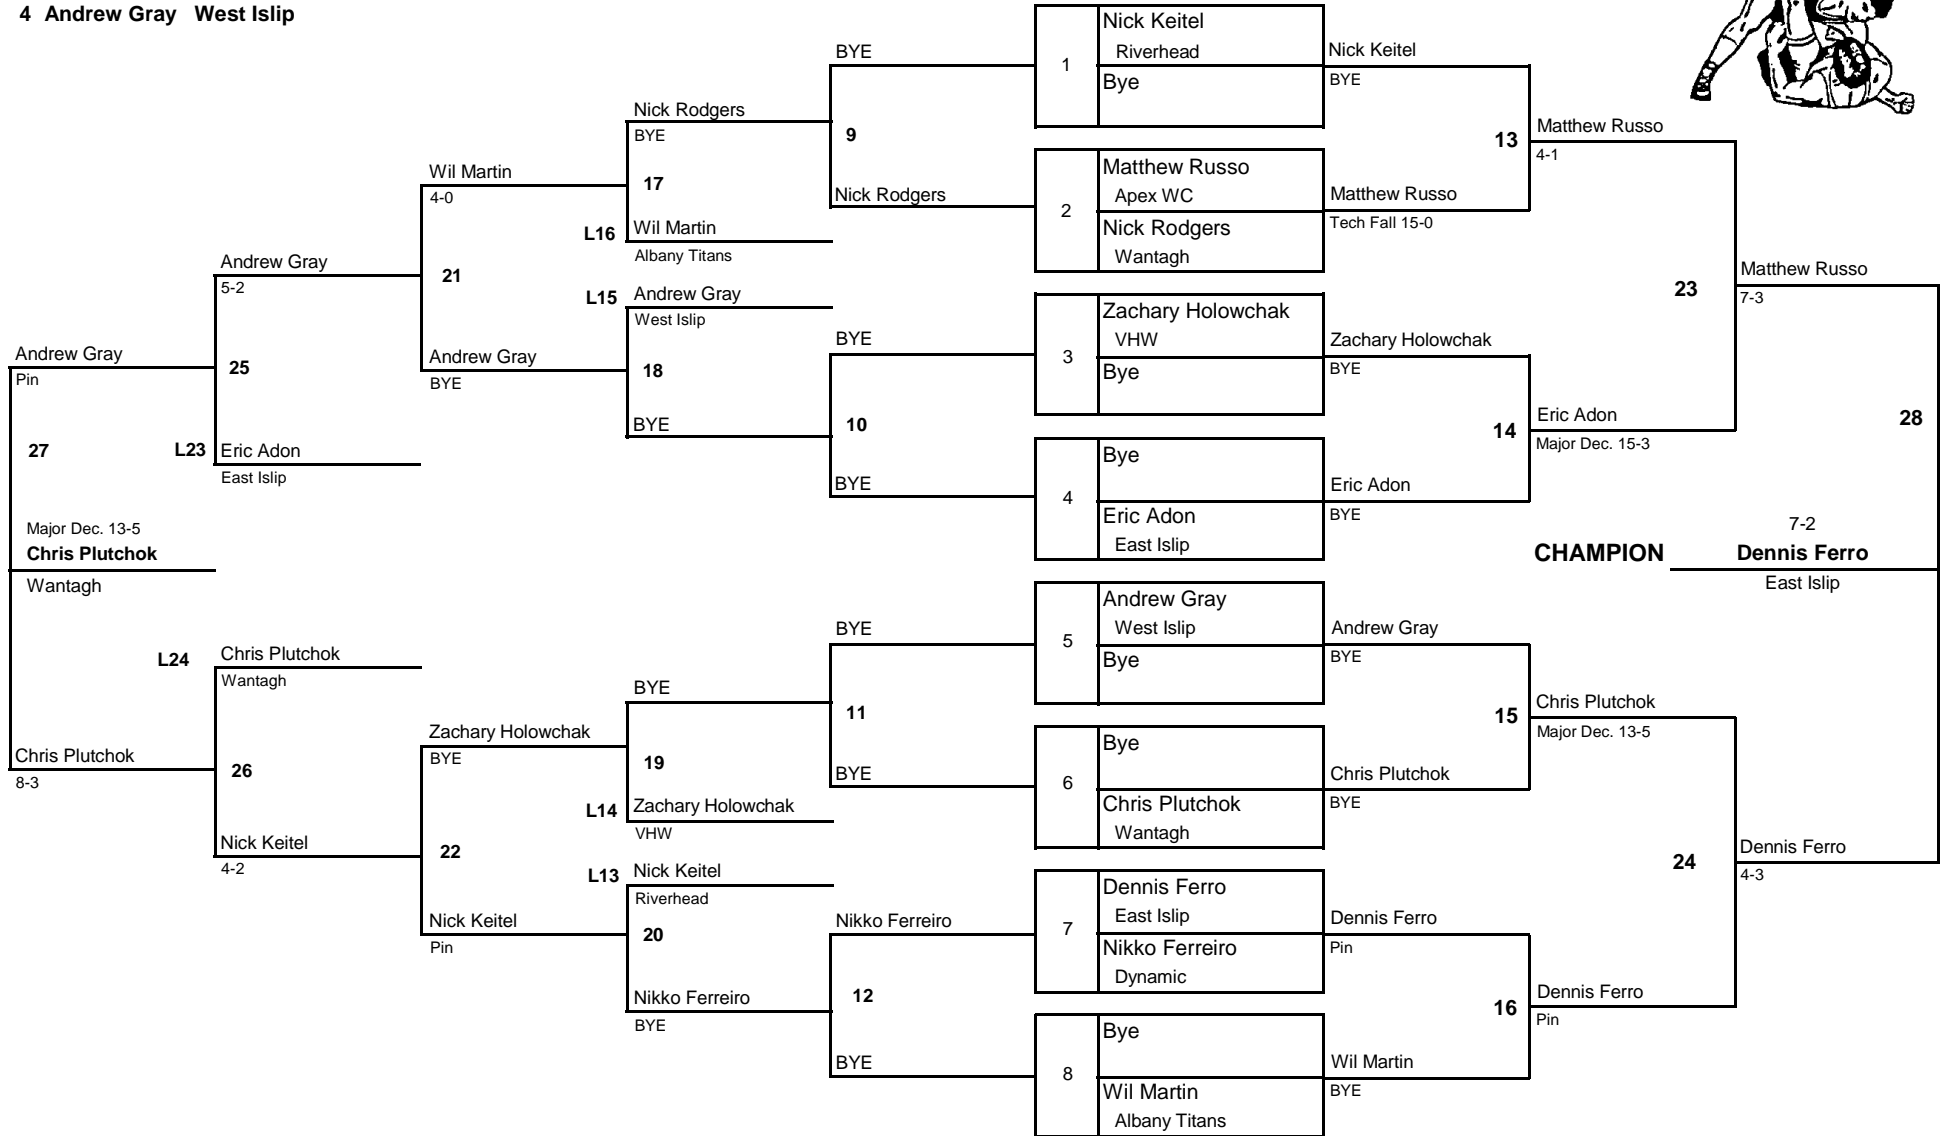 4 Andrew Gray West Islip
Nick Keitel
Riverhead
1
Bye
Matthew Russo
Apex WC
2
Nick Rodgers
Wantagh
Zachary Holowchak
VHW
3
Bye
Bye
4
Eric Adon
East Islip
Andrew Gray
West Islip
5
Bye
Bye
6
Chris Plutchok
Wantagh
Dennis Ferro
East Islip
7
Nikko Ferreiro
Dynamic
Bye
8
Wil Martin
Albany Titans
Nick Keitel
BYE
13
Matthew Russo
Tech Fall 15-0
Zachary Holowchak
BYE
14
Eric Adon
BYE
Andrew Gray
BYE
15
Chris Plutchok
BYE
Dennis Ferro
Pin
16
Wil Martin
BYE
Matthew Russo
4-1
23
Eric Adon
Major Dec. 15-3
Chris Plutchok
Major Dec. 13-5
24
Dennis Ferro
Pin
Matthew Russo
7-3
28
7-2
CHAMPION Dennis Ferro
East Islip
Dennis Ferro
4-3
BYE
9
Nick Rodgers
BYE
10
BYE
BYE
11
BYE
Nikko Ferreiro
12
BYE
Nick Rodgers
BYE
17
L16 Wil Martin
Albany Titans
L15 Andrew Gray
West Islip
18
BYE
BYE
19
L14 Zachary Holowchak
VHW
L13 Nick Keitel
Riverhead
20
Nikko Ferreiro
BYE
Wil Martin
4-0
21
Andrew Gray
BYE
Zachary Holowchak
BYE
22
Nick Keitel
Pin
Andrew Gray
5-2
25
L23 Eric Adon
East Islip
L24 Chris Plutchok
Wantagh
26
Nick Keitel
4-2
Andrew Gray
Pin
27
Major Dec. 13-5
Chris Plutchok
Wantagh
Chris Plutchok
8-3